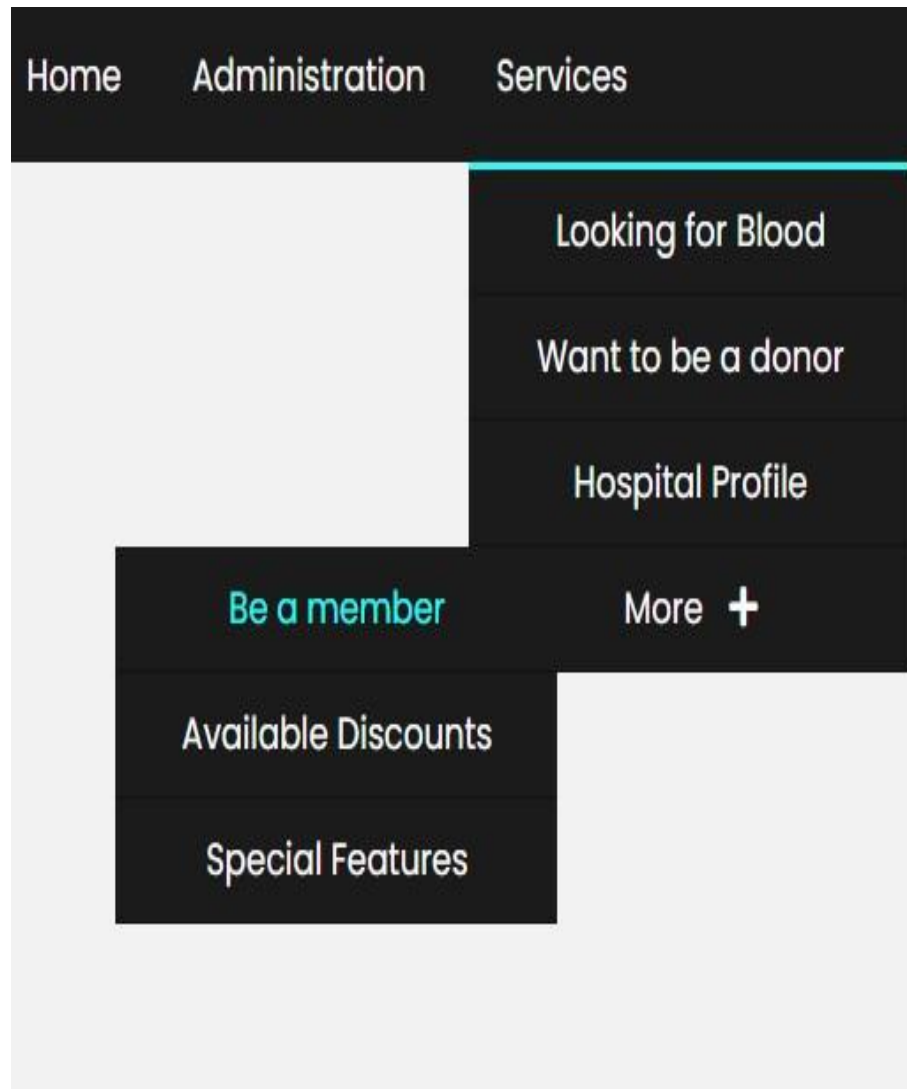 Home Administration Services
Looking for Blood
Want to be a donor
Hospital Profile
Be a member More +
Available Discounts
Special Features